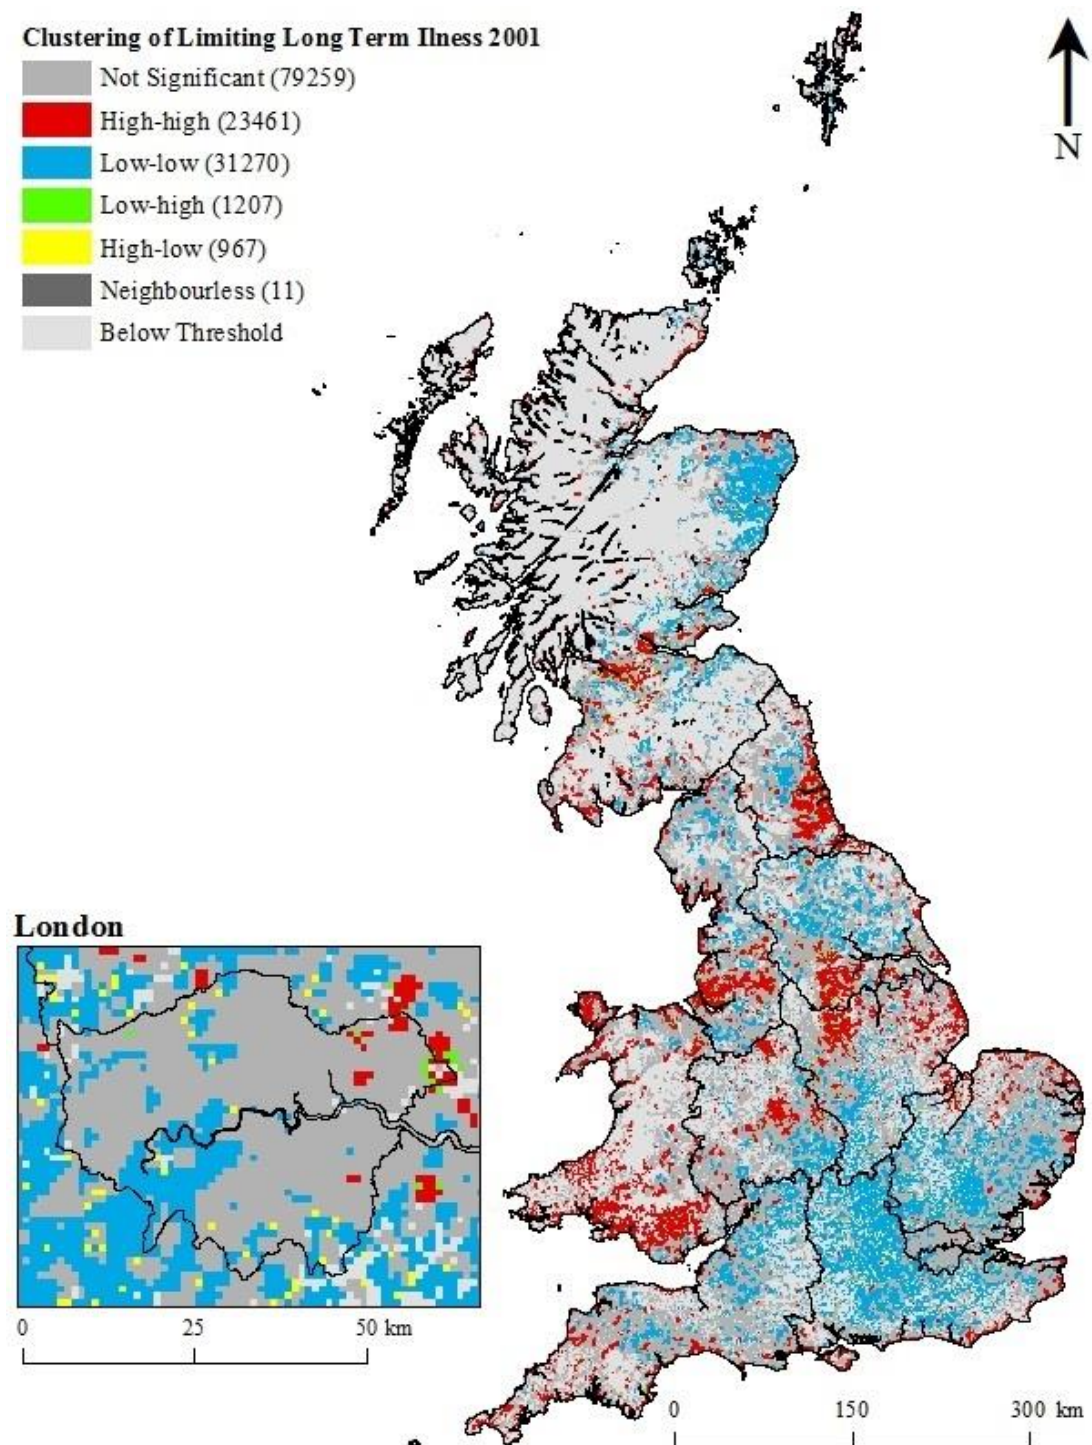 Clustering of Limiting Long Term Ilness 2001
Not Significant (79259)
High-high (23461)
Low-low (31270)
Low-high (1207)
High-low (967)
Neighbourless (11)
Below Threshold
N
London
0 25 50 km
0 150 300 km